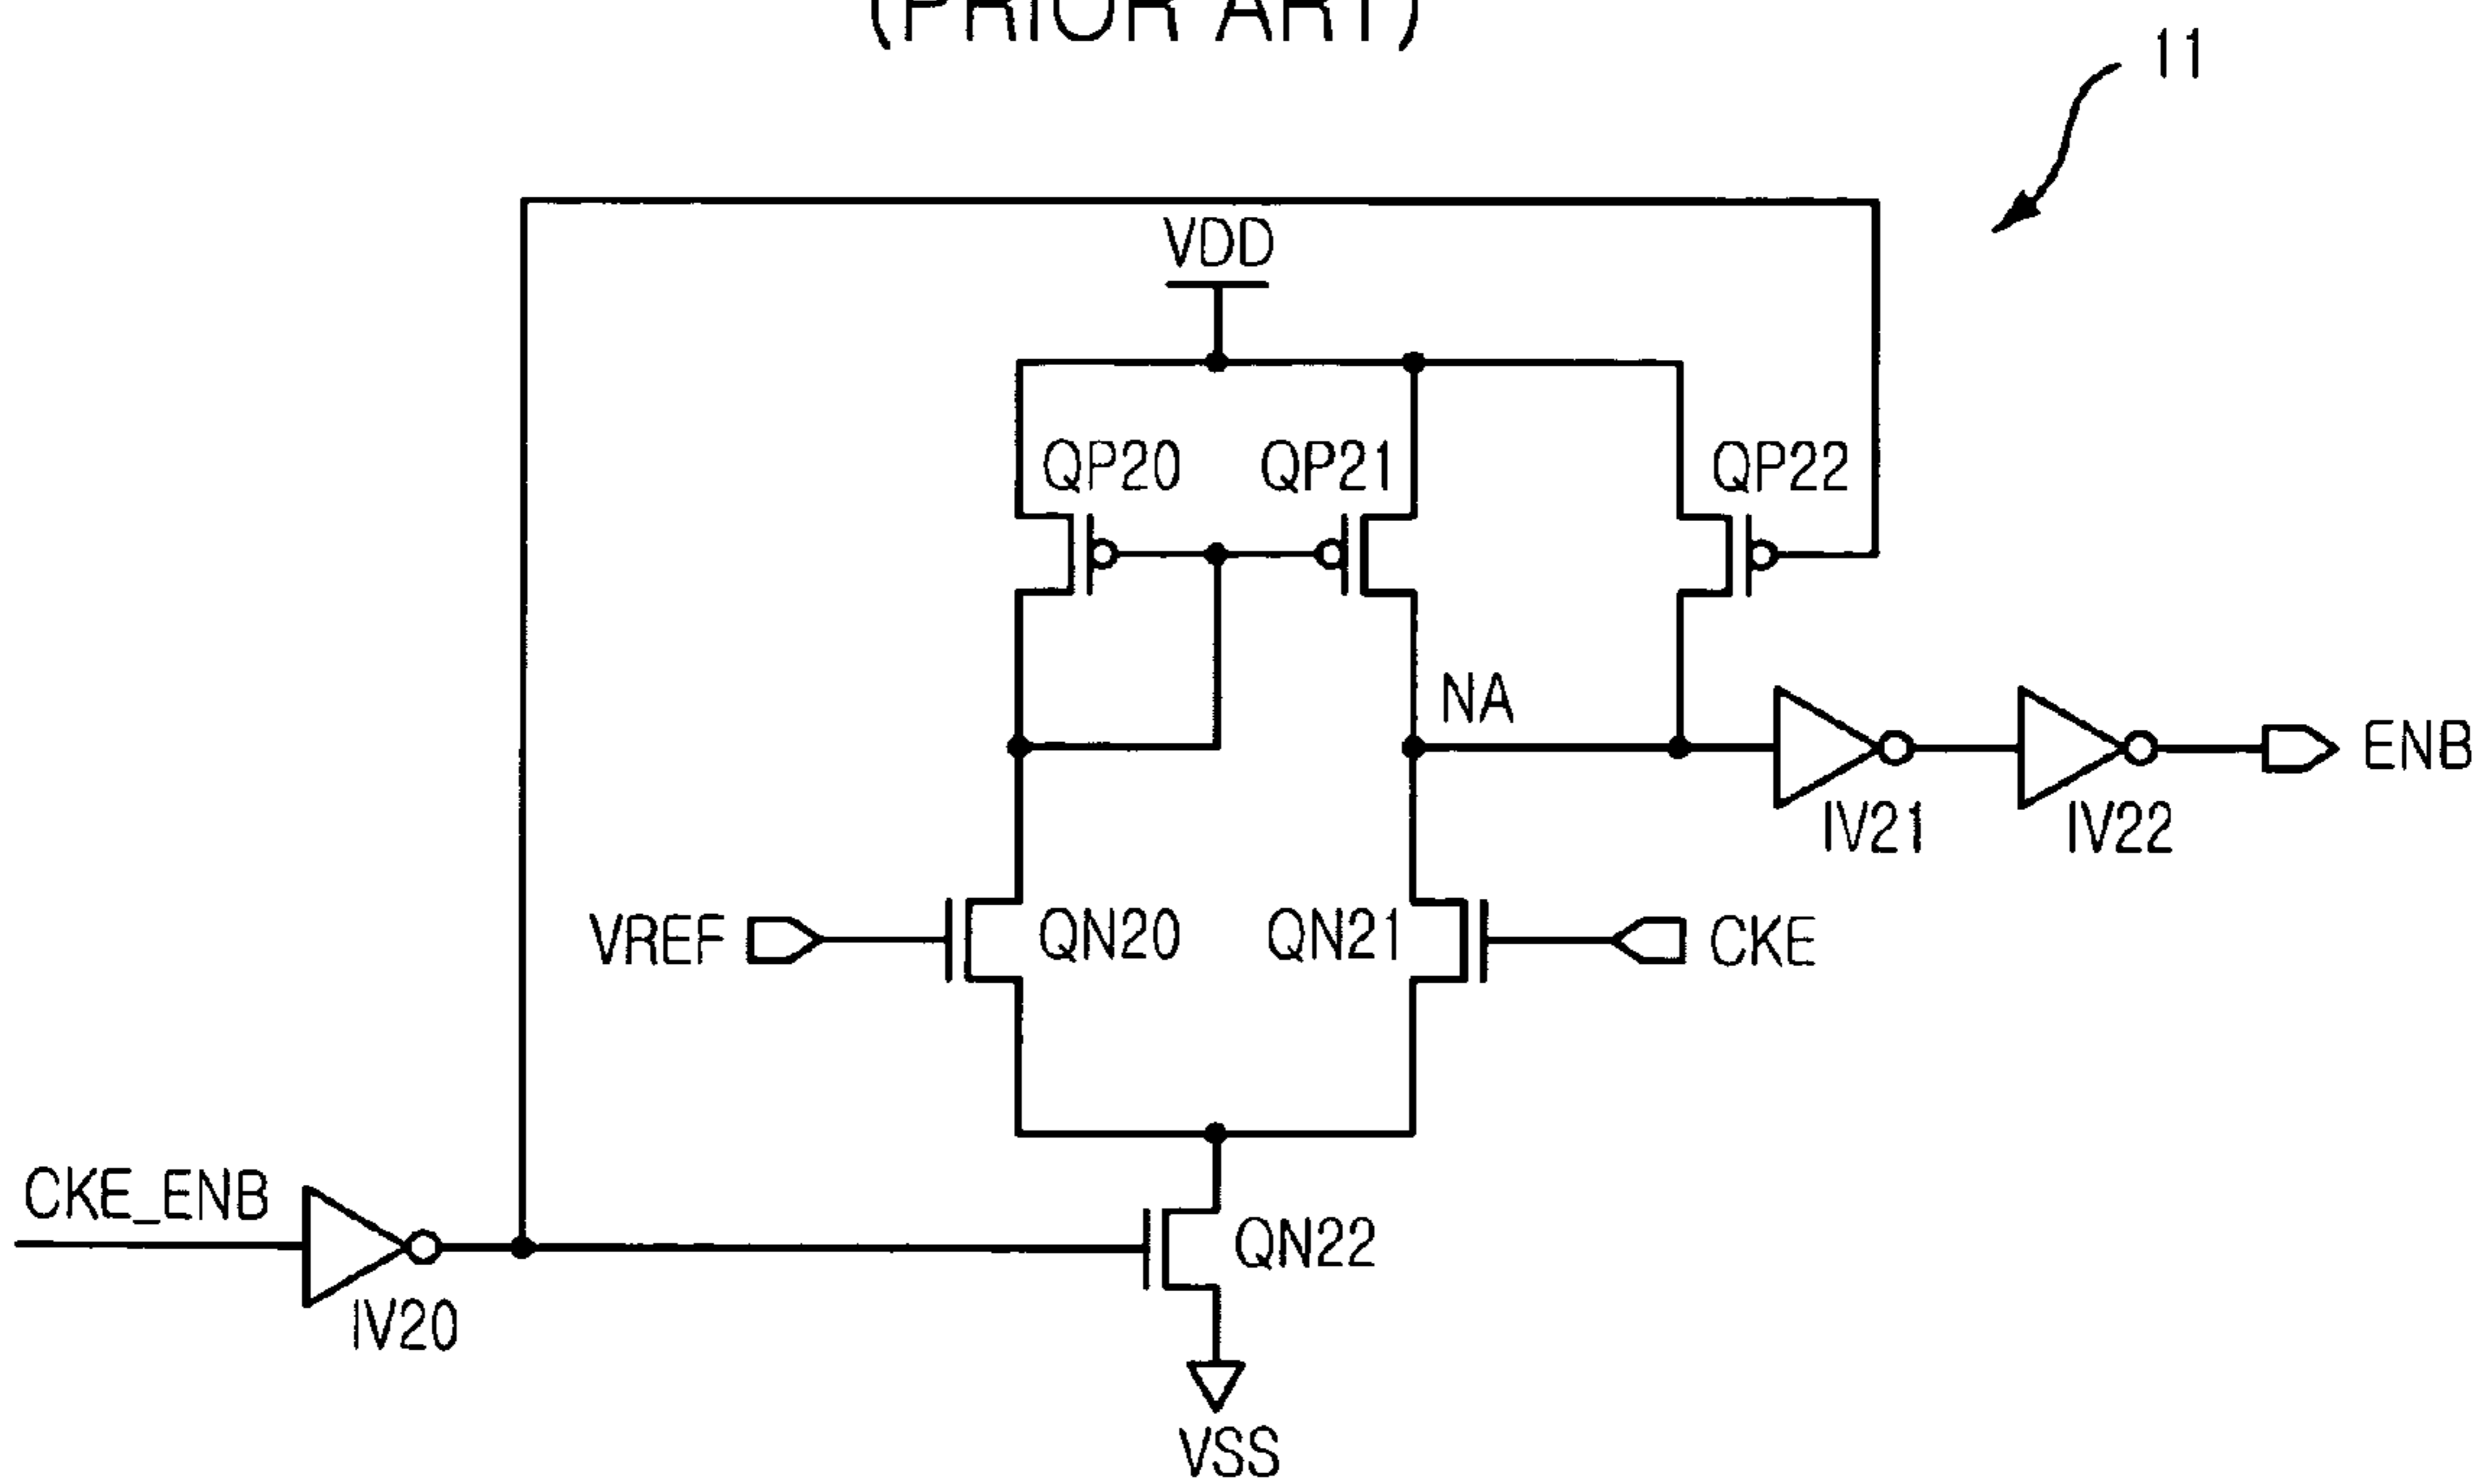 (PRIOR ART)
11
VDD
QP20
QP21
QP22
NA
ENB
IV21
IV22
VREF
QN20
QN21
CKE
CKE_ENB
QN22
IV20
VSS